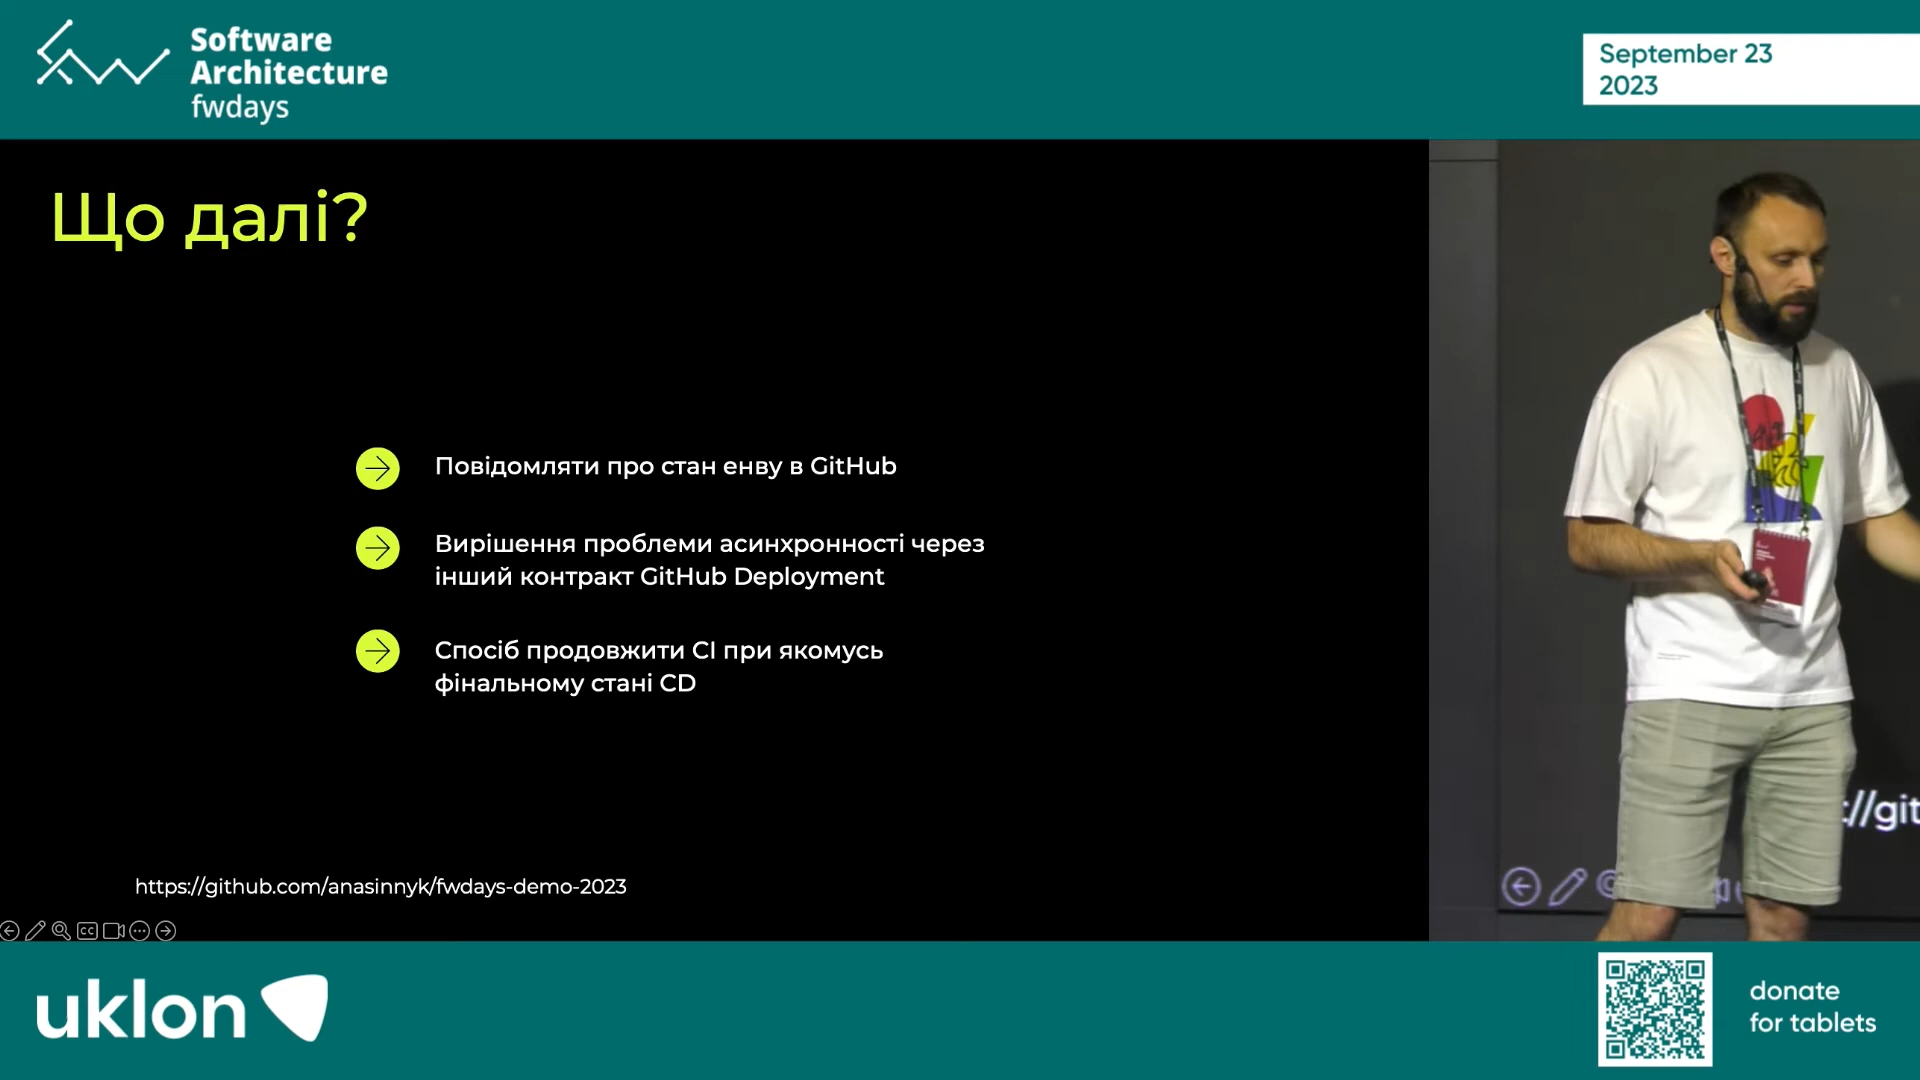 Software
Architecture
fwdays
September 23
2023
Що далі?
Повідомляти про стан енву в GitHub
Вирішення проблеми асинхронності через
інший контракт GitHub Deployment
Спосіб продовжити CI при якомусь
фінальному стані CD
https://github.com/anasinnyk/fwdays-demo-2023
://git
uklon
donate
for tablets